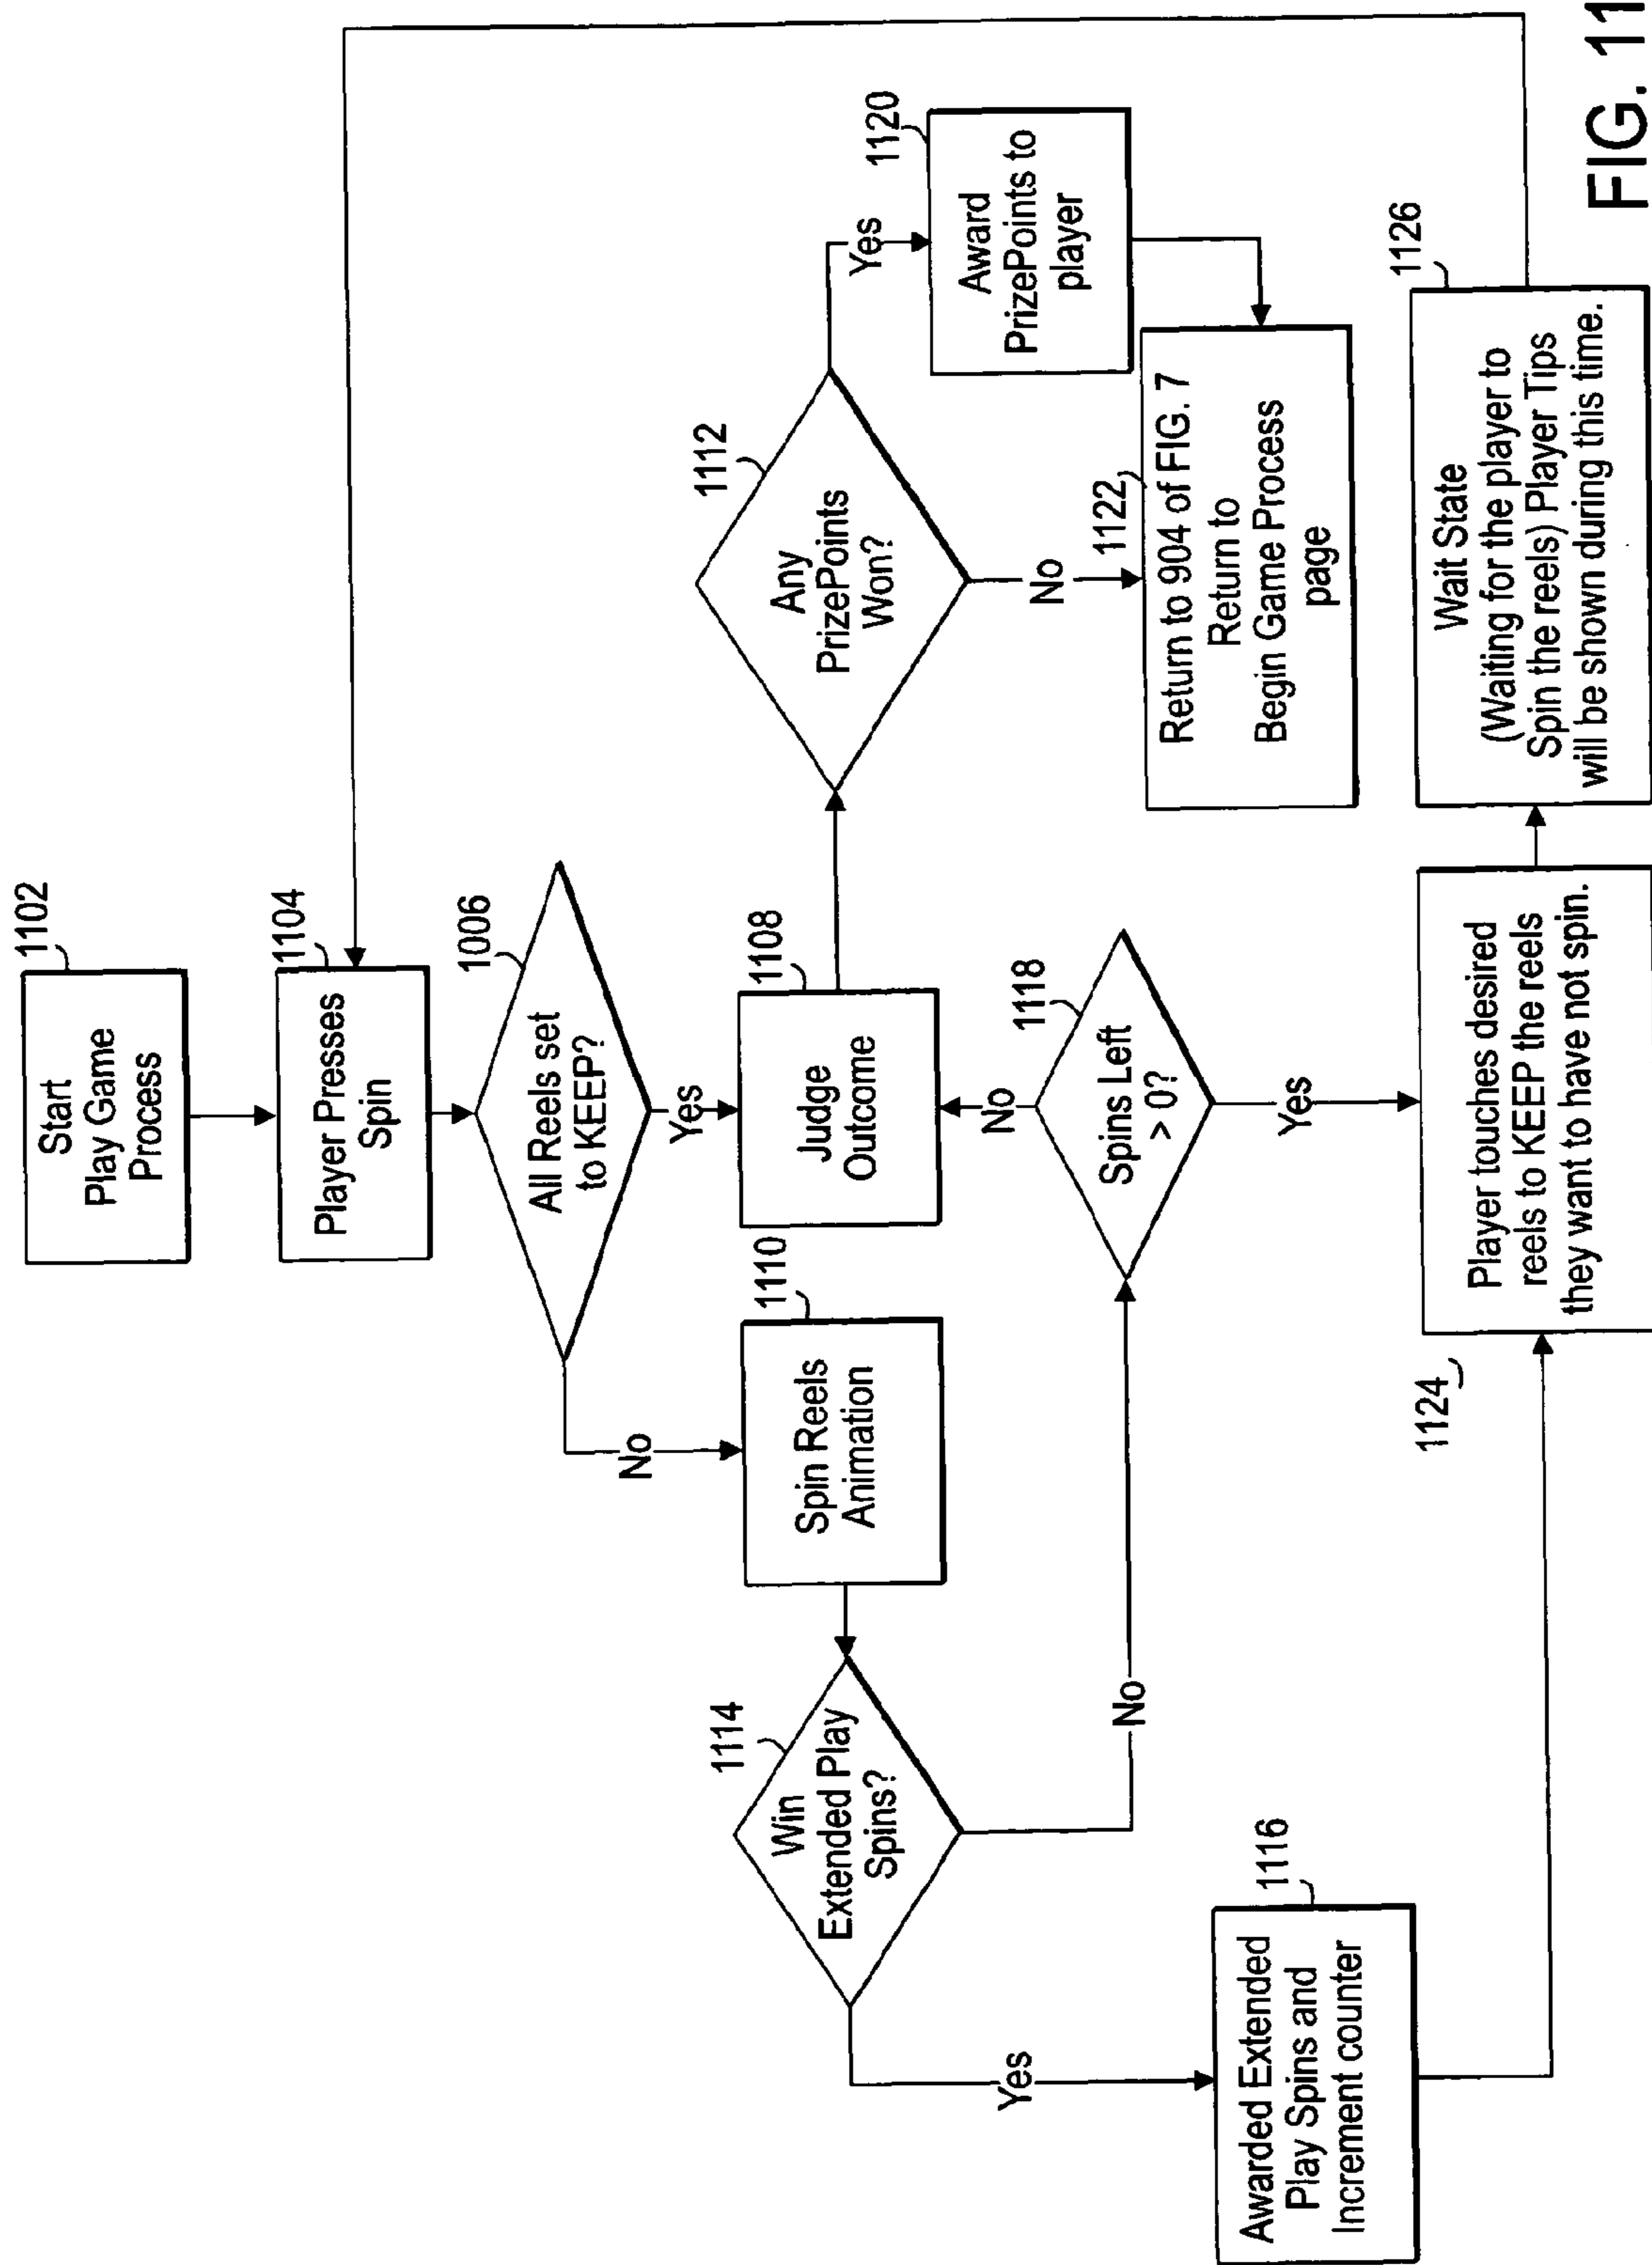 1102
Start
Play Game
Process
1104
Player Presses
Spin
1006
All Reels set
to KEEP?
No
Yes
1110
Spin Reels
Animation
1108
Judge
Outcome
1112
Any
PrizePoints
Won?
Yes
1120
Award
PrizePoints to
player
No
1122
Return to 904 of FIG. 7
Return to
Begin Game Process
page
1114
Win
Extended Play
Spins?
Yes
No
1118
Spins Left
> 0?
No
Yes
1116
Awarded Extended
Play Spins and
Increment counter
1124
Player touches desired
reels to KEEP the reels
they want to have not spin.
1126
Wait State
(Waiting for the player to
Spin the reels) Player Tips
will be shown during this time.
FIG. 11